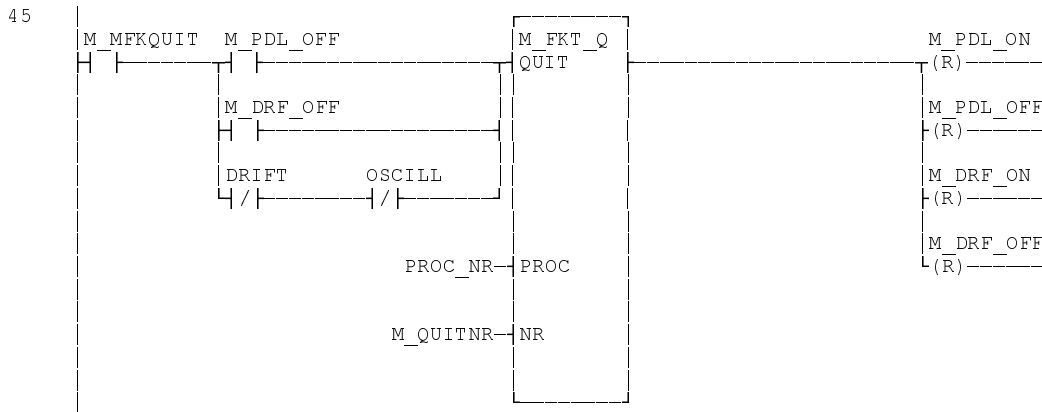 45
M_MFKQUIT M_PDL_OFF M_FKT_Q M_PDL_ON
QUIT (R)
M_DRF_OFF M_PDL_OFF
(R)
DRIFT OSCILL M_DRF_ON
/ / (R)
M_DRF_OFF
PROC_NR PROC (R)
M_QUITNR NR